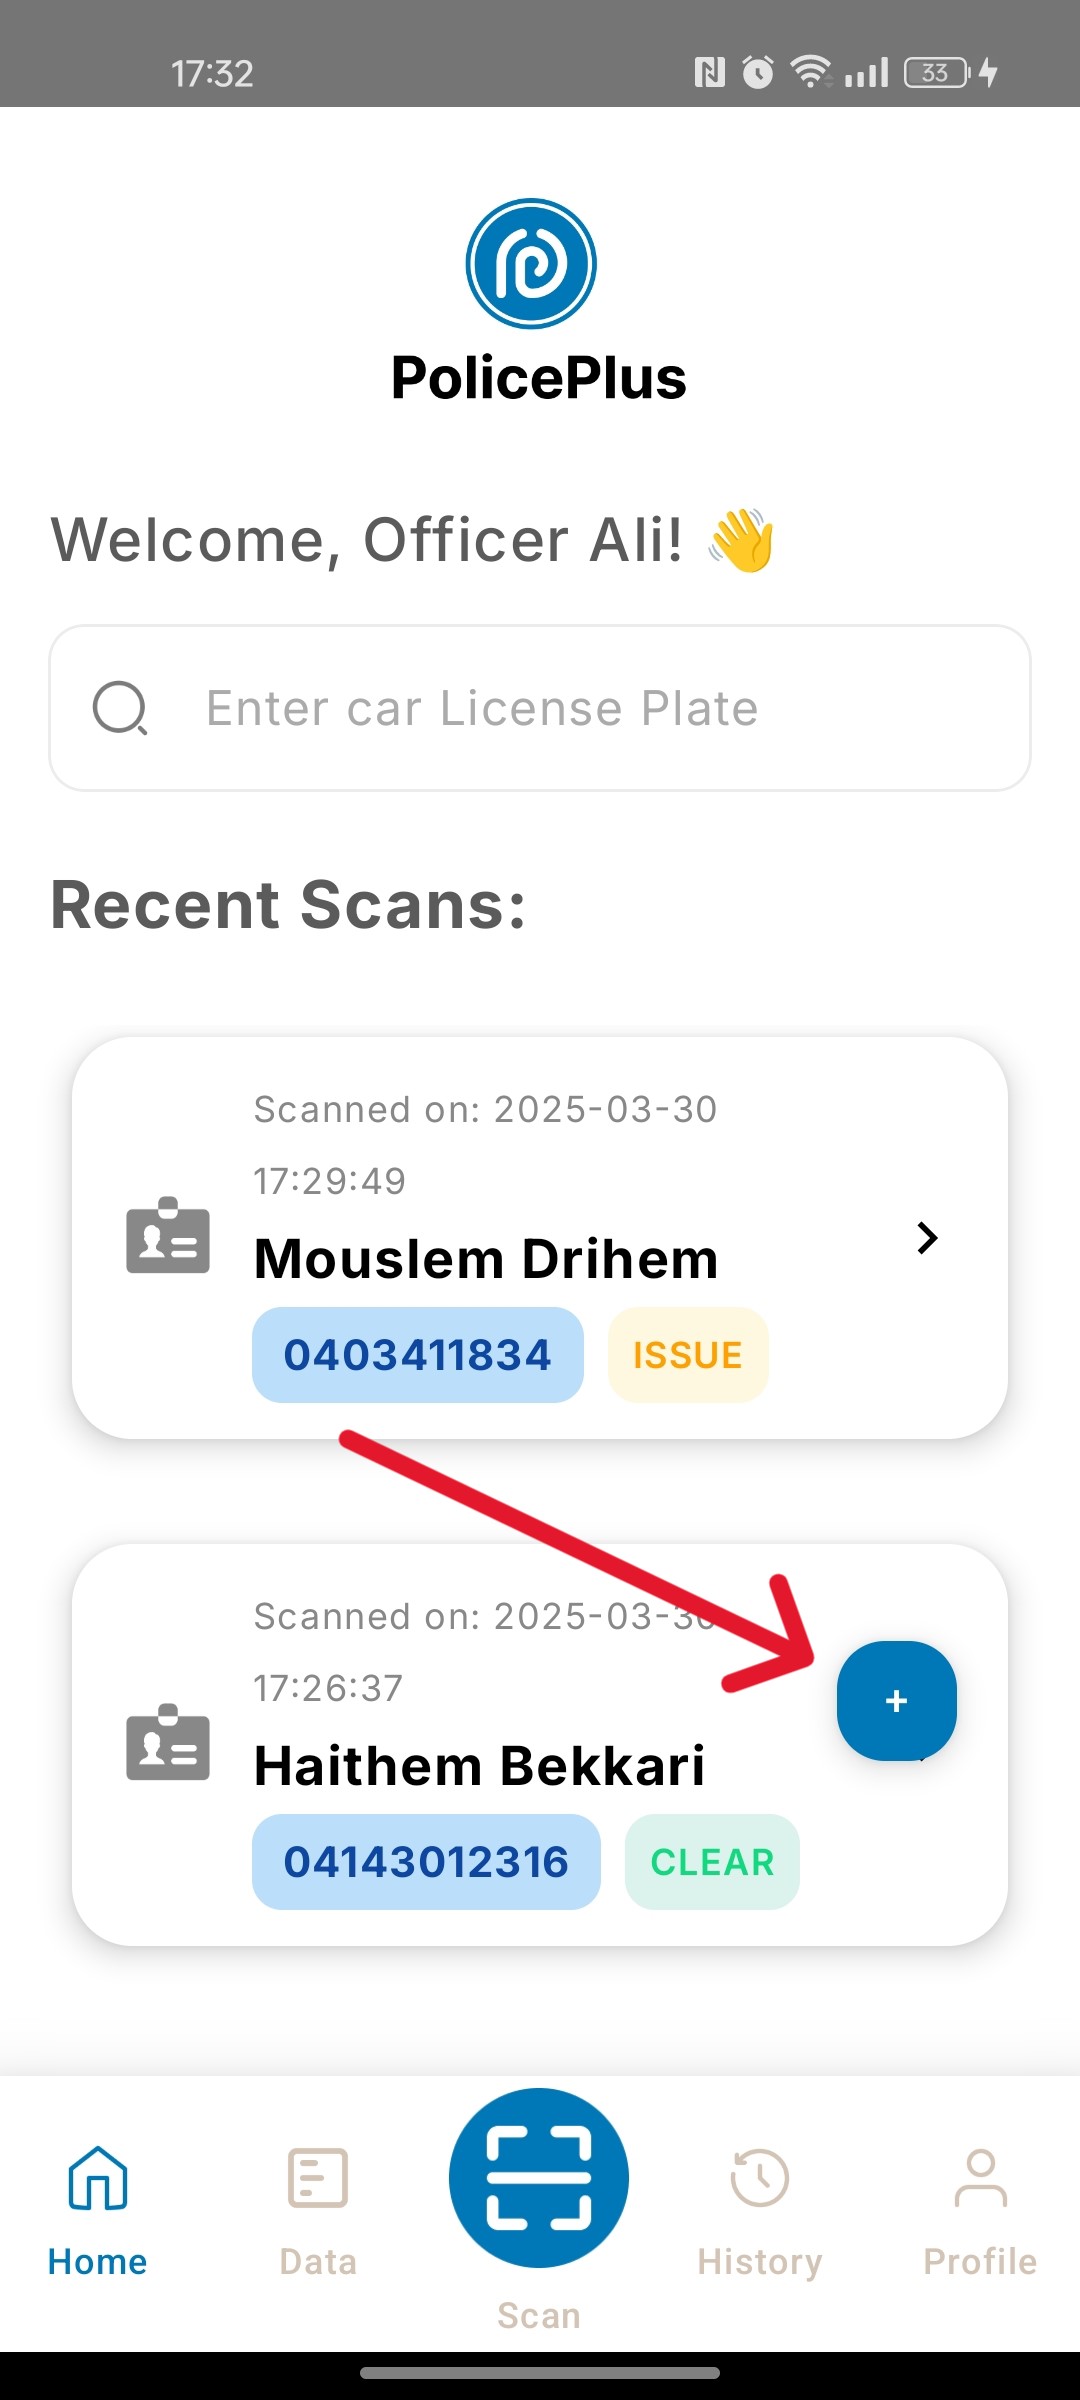 17:32
33
PolicePlus
Welcome, Officer Ali! 👋
Enter car License Plate
Recent Scans:
Scanned on: 2025-03-30
17:29:49
Mouslem Drihem
0403411834 ISSUE
Scanned on: 2025-03-30
17:26:37
+
Haithem Bekkari
04143012316 CLEAR
Home Data Scan History Profile